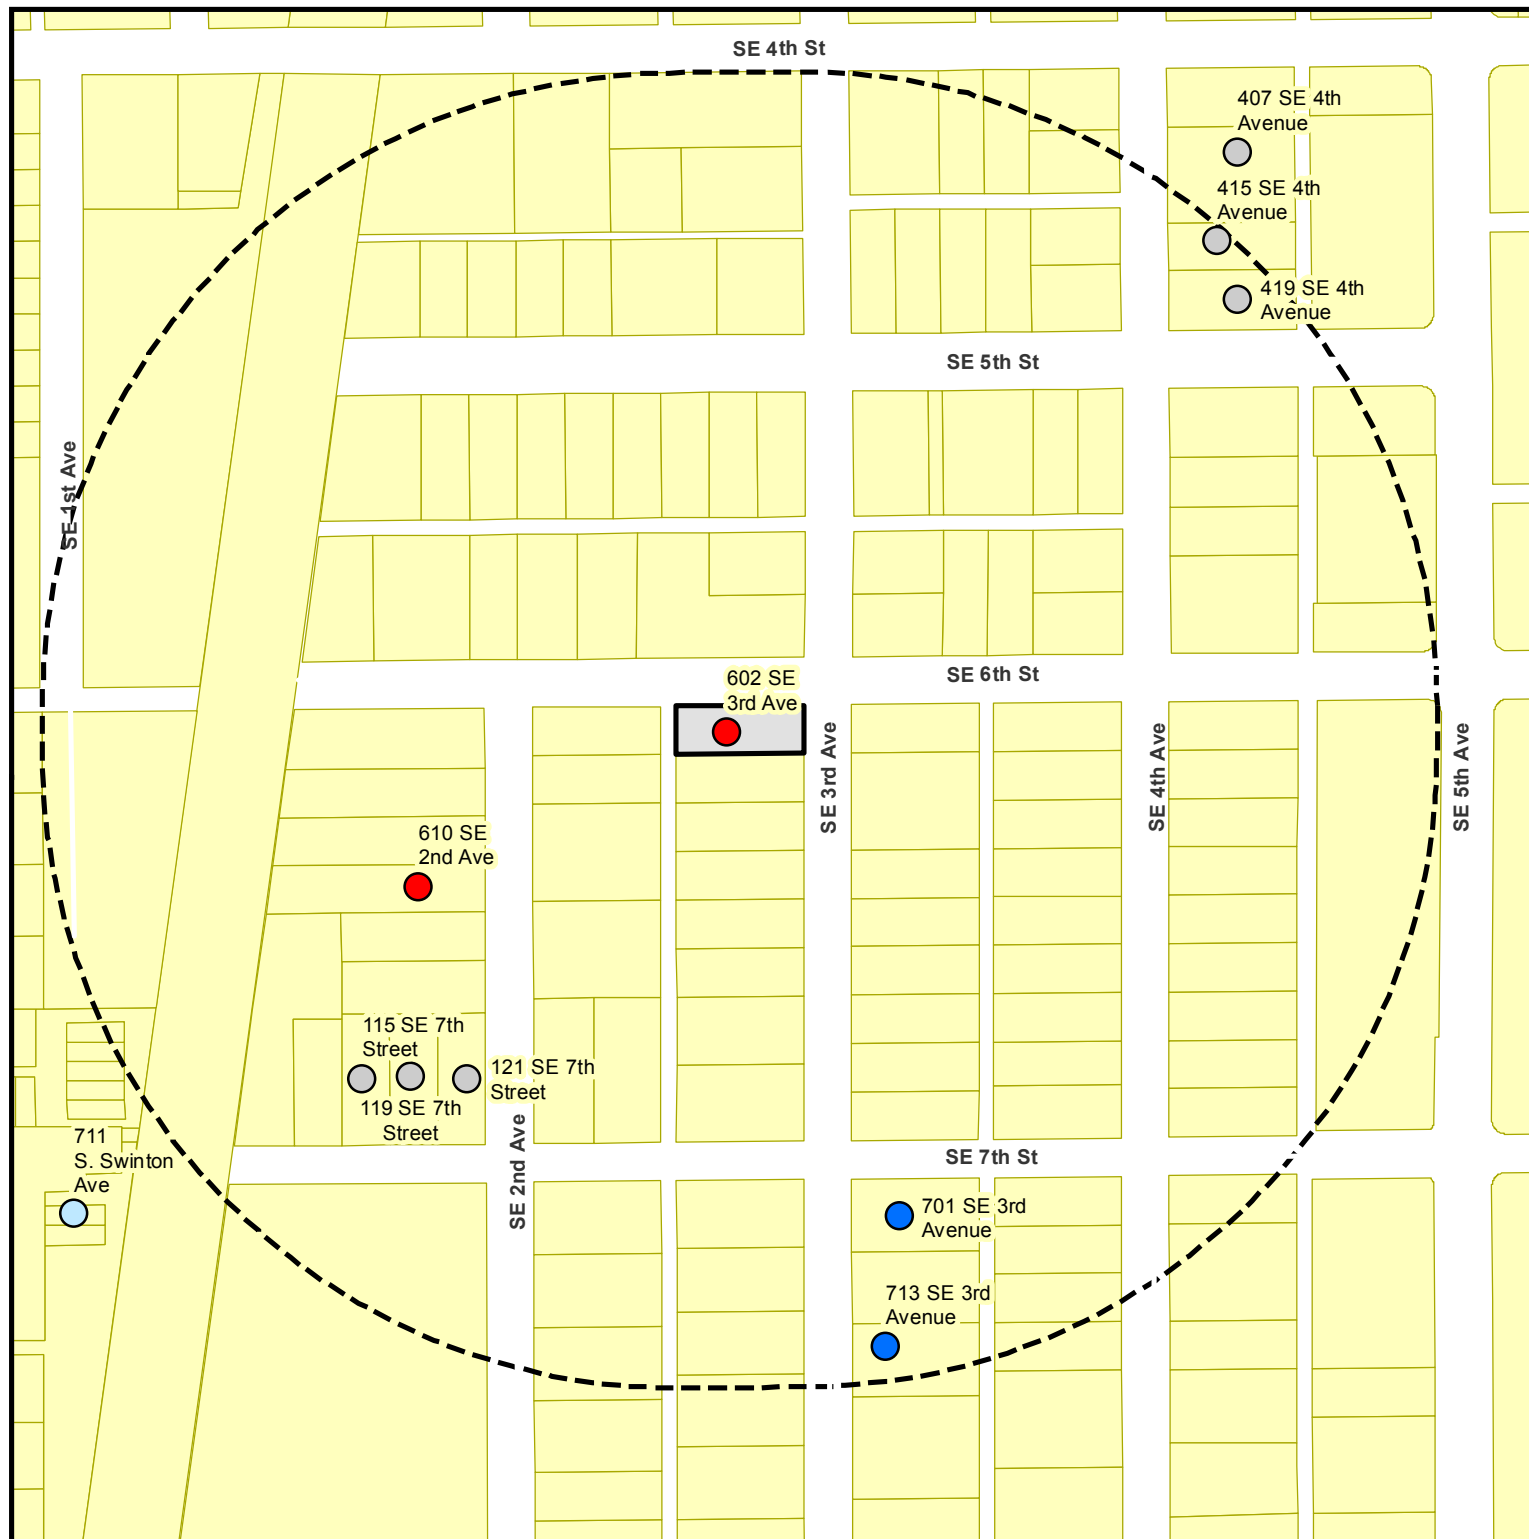 SE 4th St
407 SE 4th
Avenue
415 SE 4th
Avenue
419 SE 4th
Avenue
SE 5th St
SE 1st Ave
SE 6th St
602 SE
3rd Ave
SE 3rd Ave
SE 4th Ave
SE 5th Ave
610 SE
2nd Ave
115 SE 7th
Street
121 SE 7th
Street
119 SE 7th
Street
711
S. Swinton
Ave
SE 2nd Ave
SE 7th St
701 SE 3rd
Avenue
713 SE 3rd
Avenue